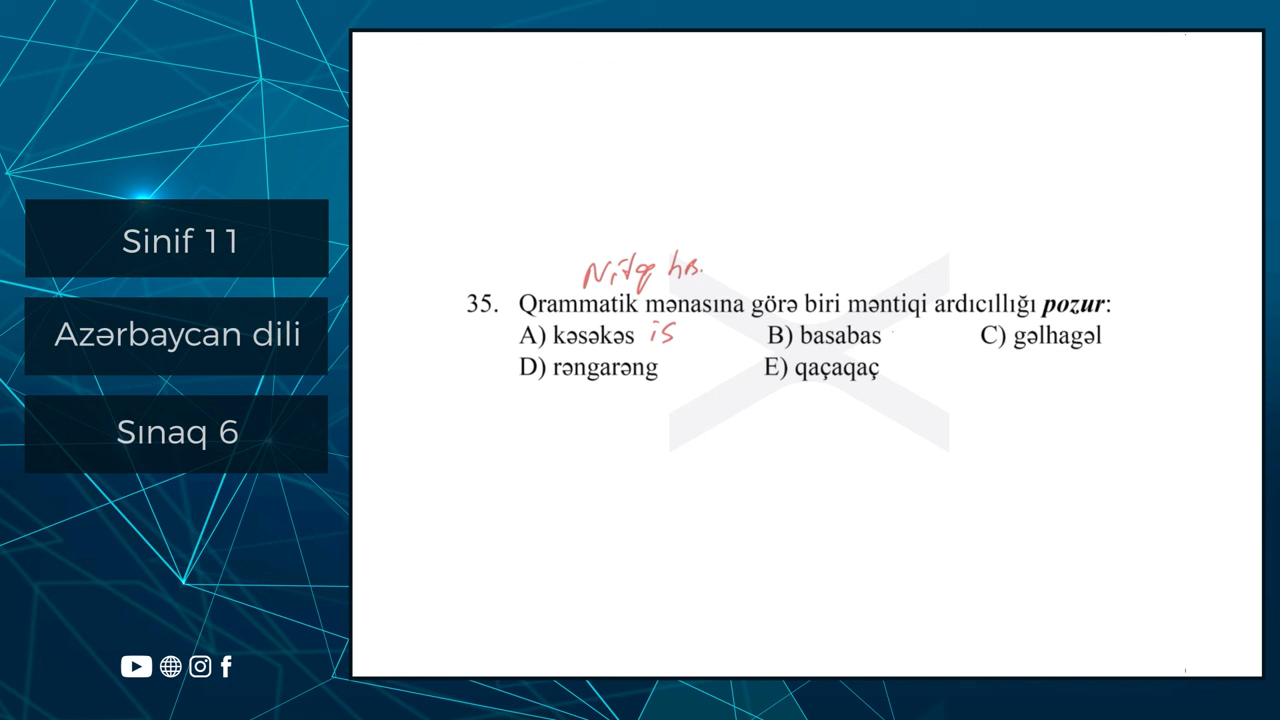 Sinif 11
Azərbaycan dili
Sınaq 6
Nitq his.
35. Qrammatik mənasına görə biri məntiqi ardıcıllığı pozur:
A) kəsəkəs is B) basabas C) gəlhagəl
D) rəngarəng E) qaçaqaç